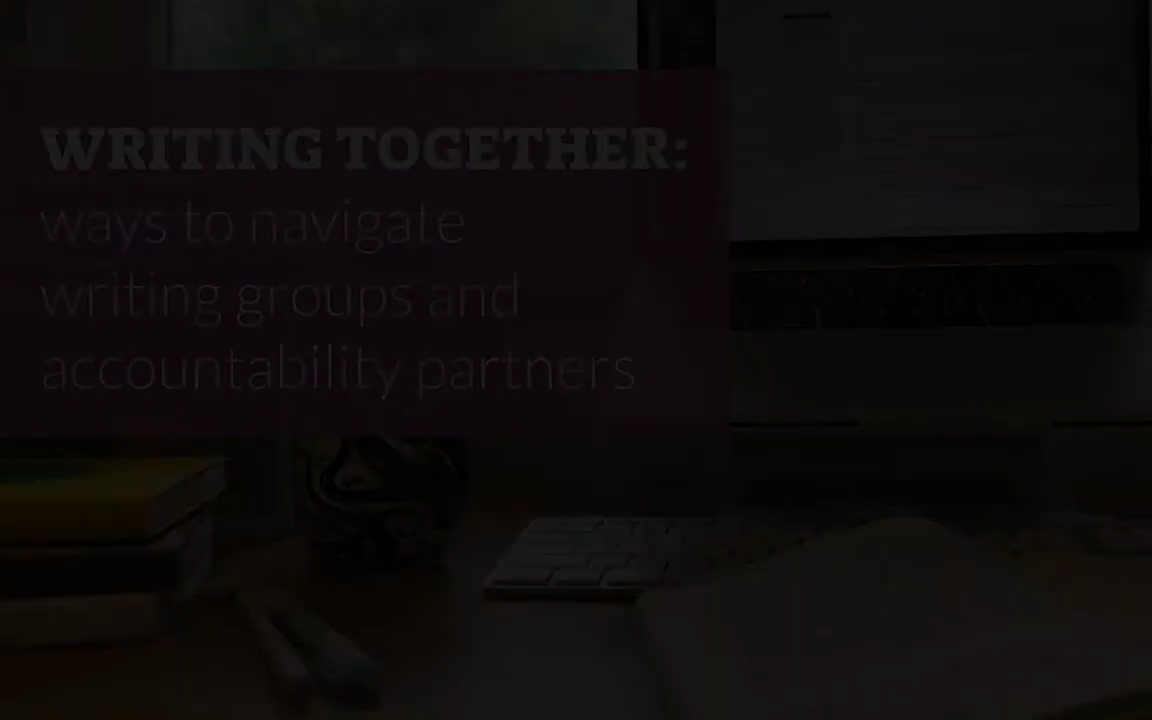 WRITING TOGETHER:
ways to navigate
writing groups and
accountability partners